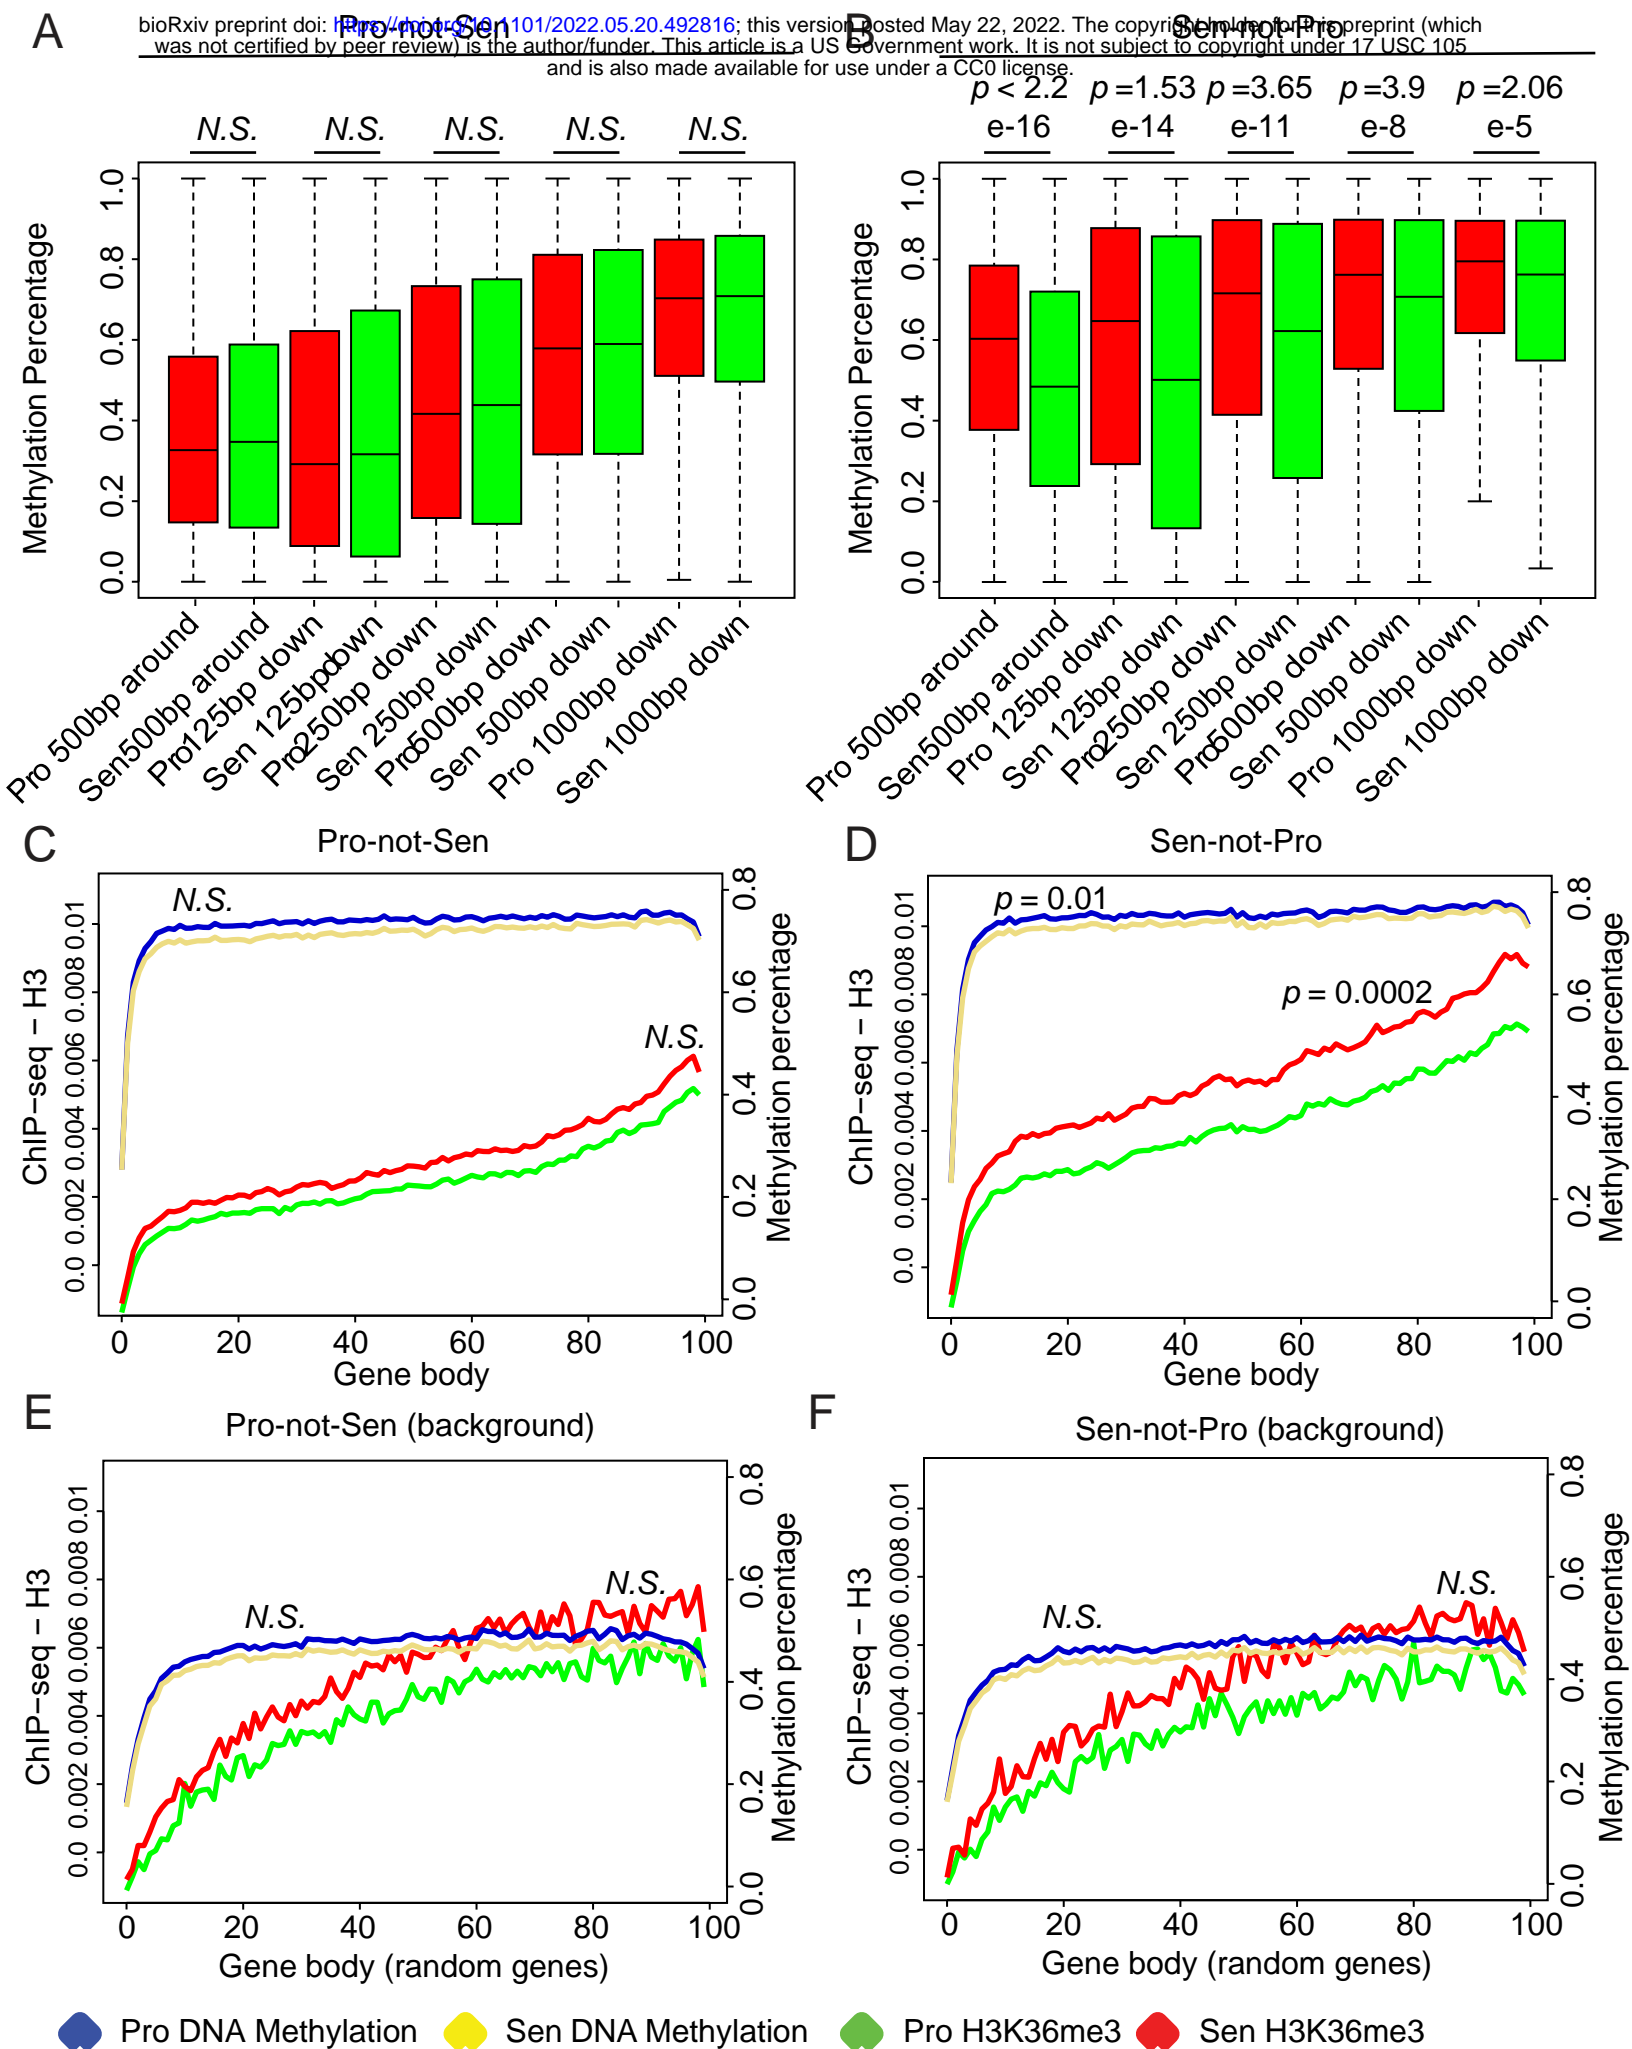 bioRxiv preprint doi: https://doi.org/10.1101/2022.05.20.492816; this version posted May 22, 2022. The copyright holder for this preprint (which
was not certified by peer review) is the author/funder. This article is a US Government work. It is not subject to copyright under 17 USC 105
and is also made available for use under a CC0 license.
A
Pro-not-Sen
N.S. N.S. N.S. N.S. N.S.
Methylation Percentage
0.0 0.2 0.4 0.6 0.8 1.0
Pro 500bp around
Sen500bp around
Pro125bp down
Sen 125bpdown
Pro250bp down
Sen 250bp down
Pro500bp down
Sen 500bp down
Pro 1000bp down
Sen 1000bp down
B
Sen-not-Pro
p < 2.2 p =1.53 p =3.65 p =3.9 p =2.06
e-16 e-14 e-11 e-8 e-5
Methylation Percentage
0.0 0.2 0.4 0.6 0.8 1.0
Pro 500bp around
Sen500bp around
Pro 125bp down
Sen 125bp down
Pro250bp down
Sen 250bp down
Pro500bp down
Sen 500bp down
Pro 1000bp down
Sen 1000bp down
C
Pro-not-Sen
N.S.
N.S.
ChIP−seq − H3
0.0 0.002 0.004 0.006 0.008 0.01
Methylation percentage
0.0 0.2 0.4 0.6 0.8
0 20 40 60 80 100
Gene body
D
Sen-not-Pro
p = 0.01
p = 0.0002
ChIP−seq − H3
0.0 0.002 0.004 0.006 0.008 0.01
Methylation percentage
0.0 0.2 0.4 0.6 0.8
0 20 40 60 80 100
Gene body
E
Pro-not-Sen (background)
N.S.
N.S.
ChIP−seq − H3
0.0 0.002 0.004 0.006 0.008 0.01
Methylation percentage
0.0 0.2 0.4 0.6 0.8
0 20 40 60 80 100
Gene body (random genes)
F
Sen-not-Pro (background)
N.S.
N.S.
ChIP−seq − H3
0.0 0.002 0.004 0.006 0.008 0.01
Methylation percentage
0.0 0.2 0.4 0.6 0.8
0 20 40 60 80 100
Gene body (random genes)
Pro DNA Methylation Sen DNA Methylation Pro H3K36me3 Sen H3K36me3